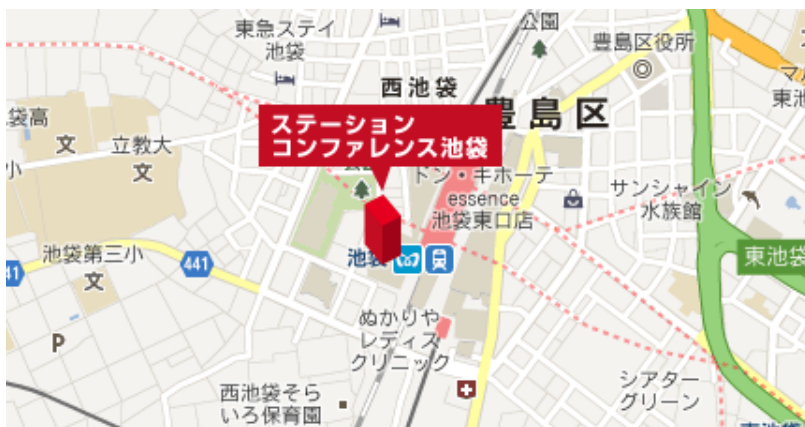 公園
東急ステイ
池袋
豊島区役所
西池袋
豊島区
マル
東池
袋高
立教大
小
ステーション
コンファレンス池袋
ドン・キホーテ
essence
池袋東口店
サンシャイン
水族館
池袋第三小
441
41
池袋
東池袋
ぬかりや
レディス
クリニック
P
西池袋そら
いろ保育園
シアター
グリーン
東池袋